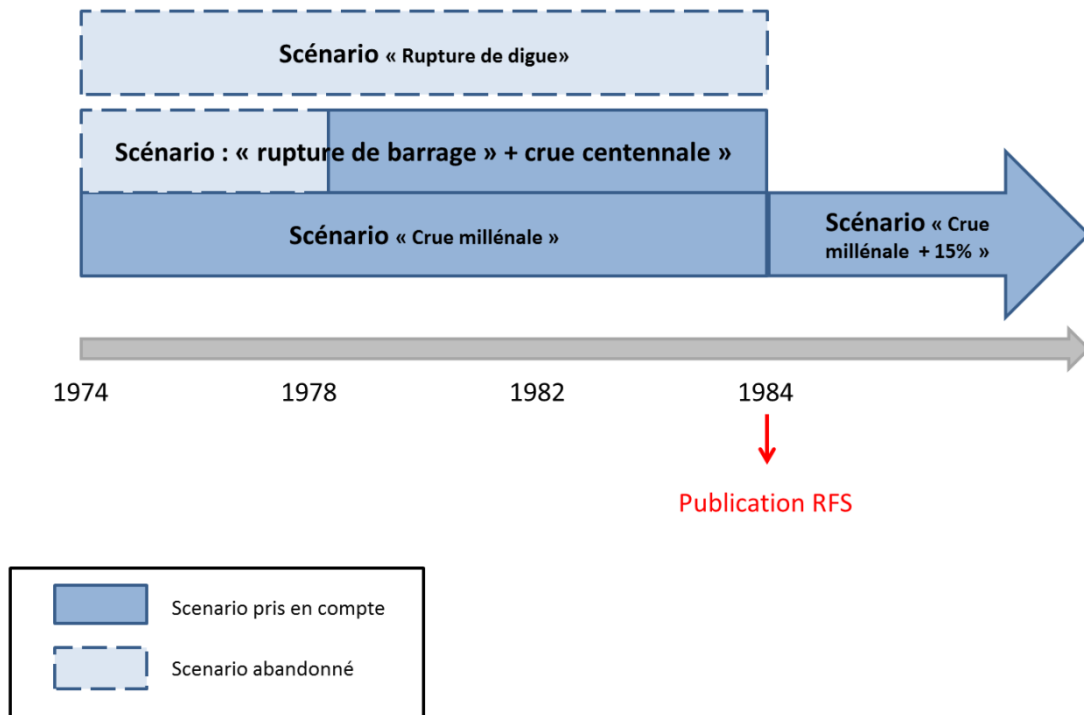 Scénario « Rupture de digue»
Scénario : « rupture de barrage » + crue centennale »
Scénario « Crue millénale »
Scénario « Crue
millénale + 15% »
1974
1978
1982
1984
Publication RFS
Scenario pris en compte
Scenario abandonné